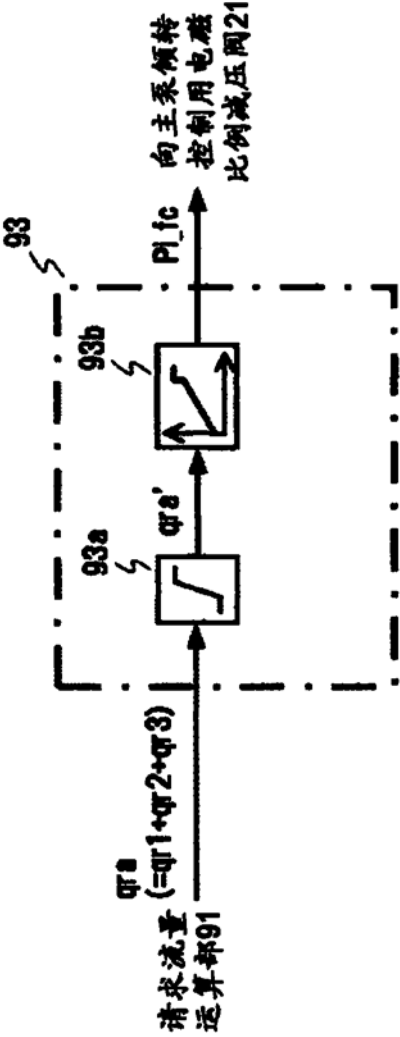 93
请求流量
运算部91
qra
(=qr1+qr2+qr3)
93a
qra'
93b
PI_fc
向主泵倾转
控制用电磁
比例减压阀21